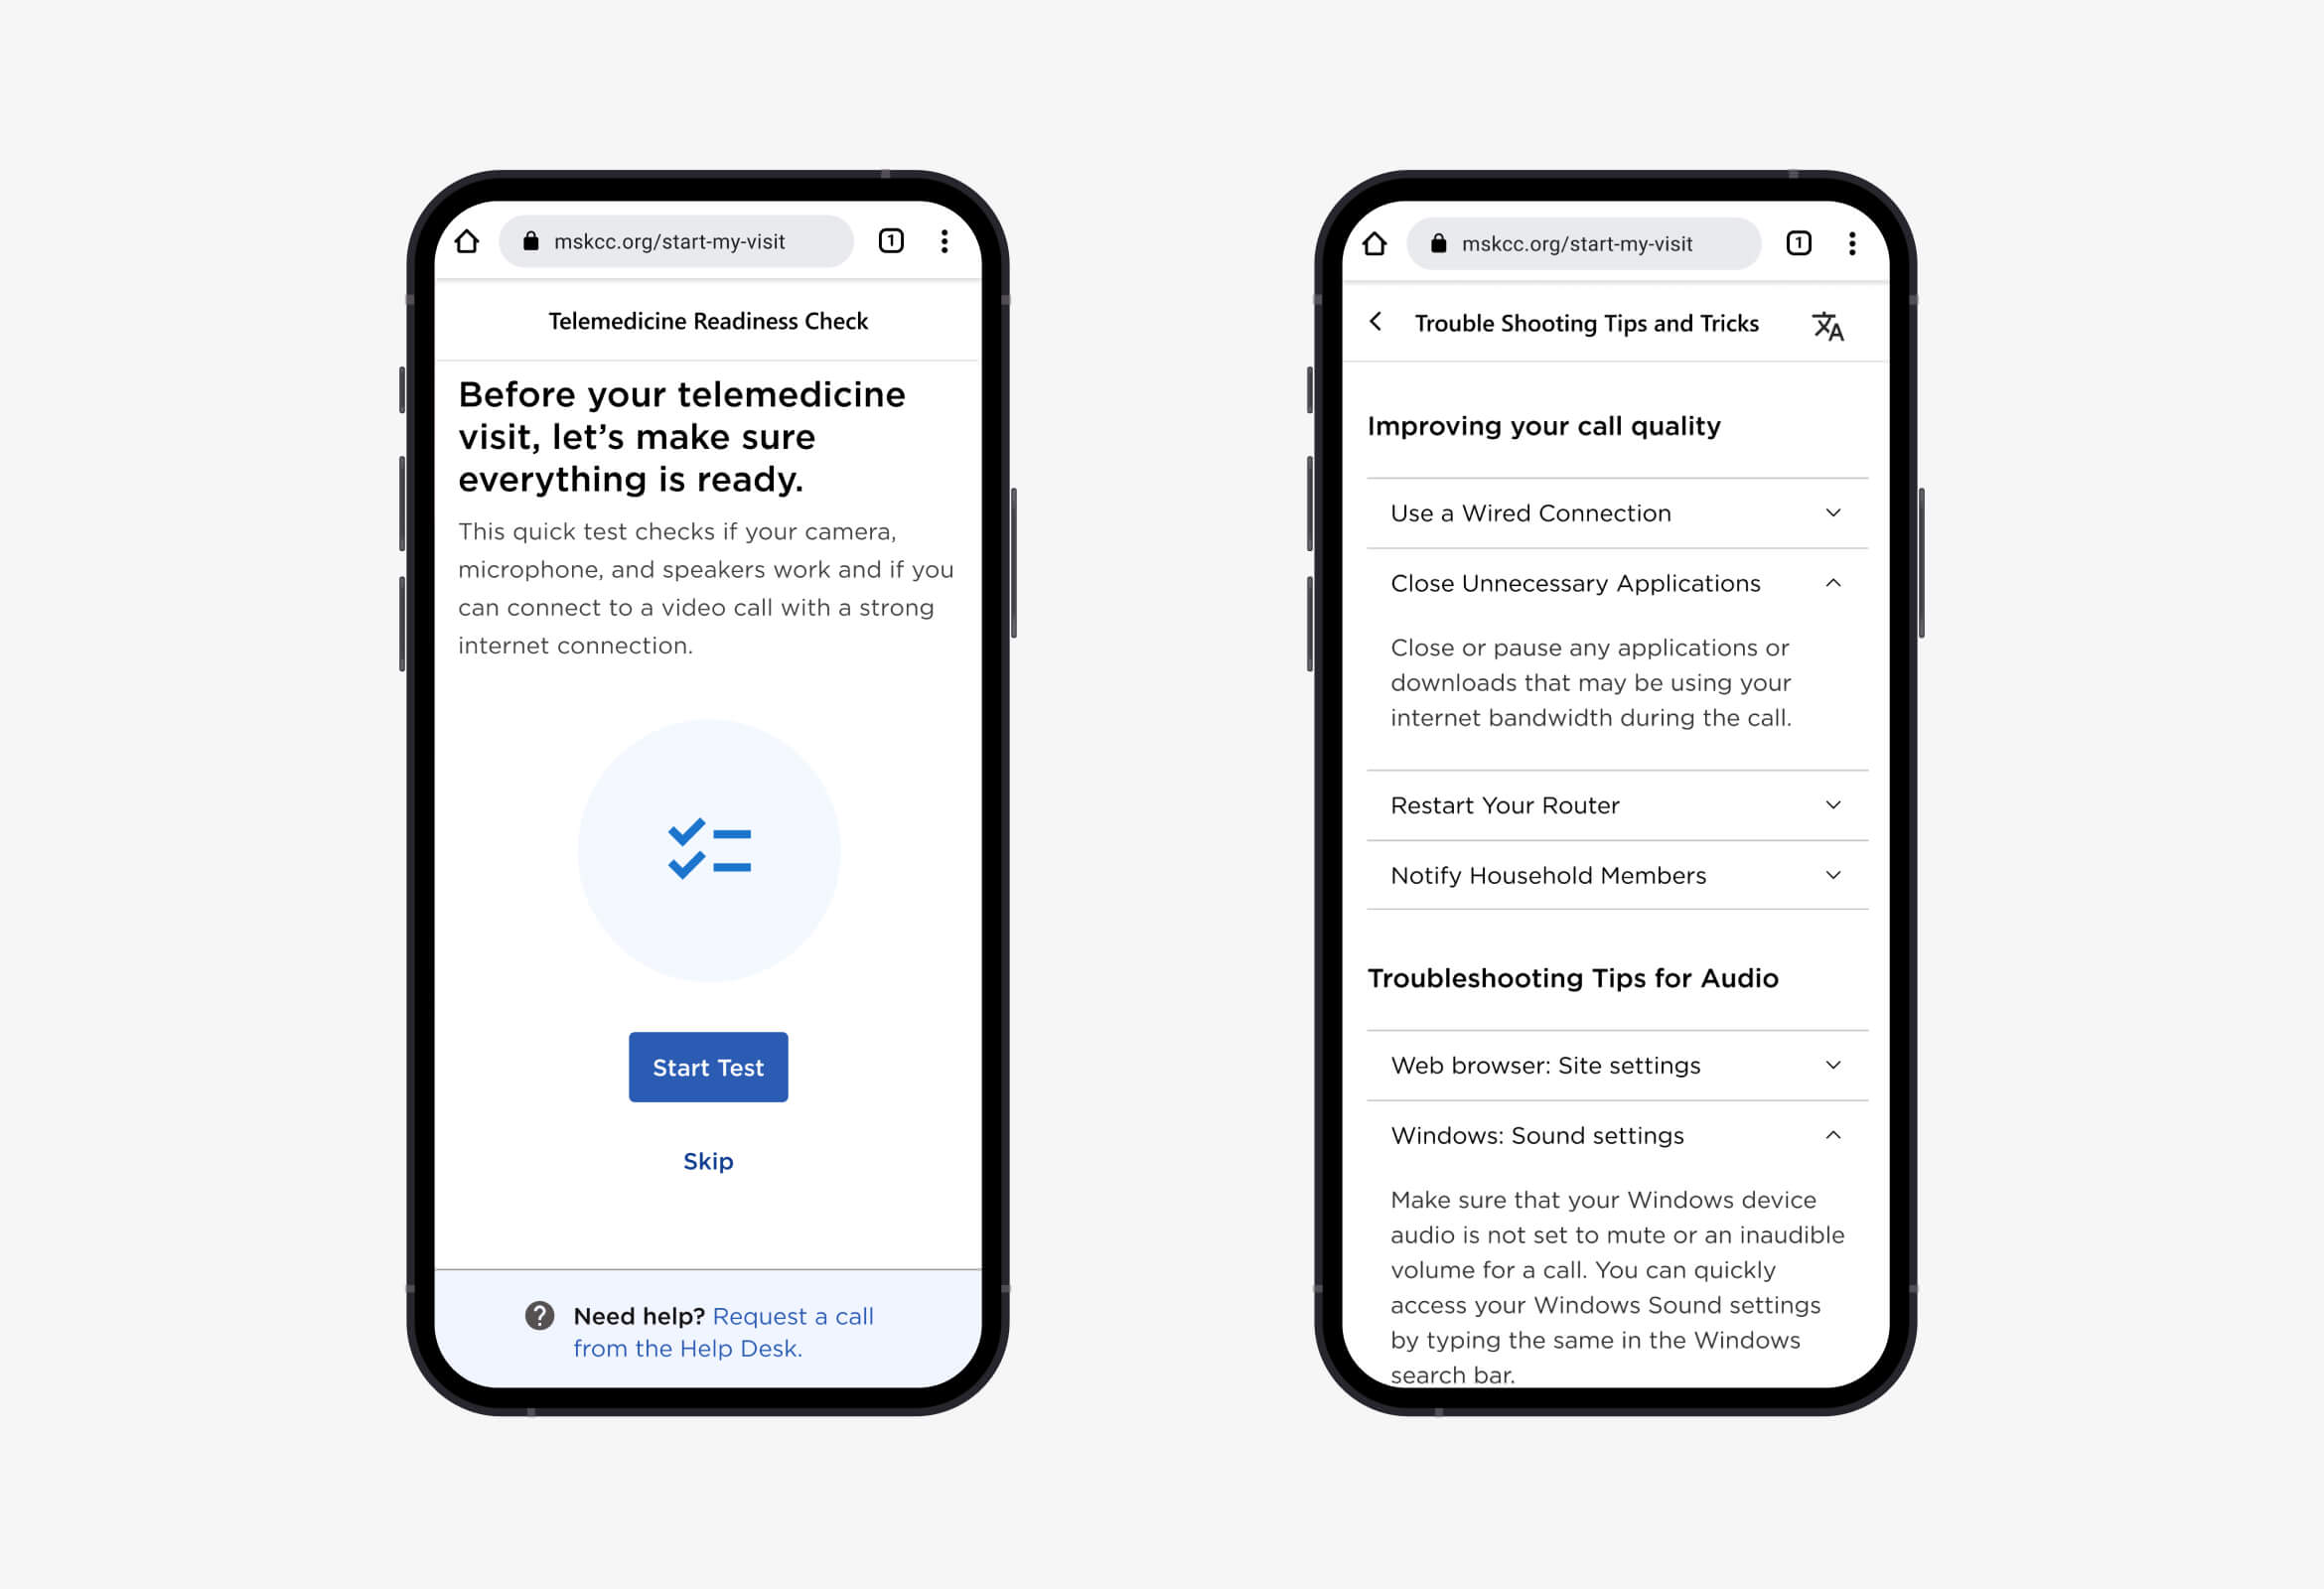 mskcc.org/start-my-visit
1
Telemedicine Readiness Check
Before your telemedicine
visit, let’s make sure
everything is ready.
This quick test checks if your camera,
microphone, and speakers work and if you
can connect to a video call with a strong
internet connection.
Start Test
Skip
? Need help? Request a call
from the Help Desk.
mskcc.org/start-my-visit
1
Trouble Shooting Tips and Tricks
Improving your call quality
Use a Wired Connection
Close Unnecessary Applications
Close or pause any applications or
downloads that may be using your
internet bandwidth during the call.
Restart Your Router
Notify Household Members
Troubleshooting Tips for Audio
Web browser: Site settings
Windows: Sound settings
Make sure that your Windows device
audio is not set to mute or an inaudible
volume for a call. You can quickly
access your Windows Sound settings
by typing the same in the Windows
search bar.